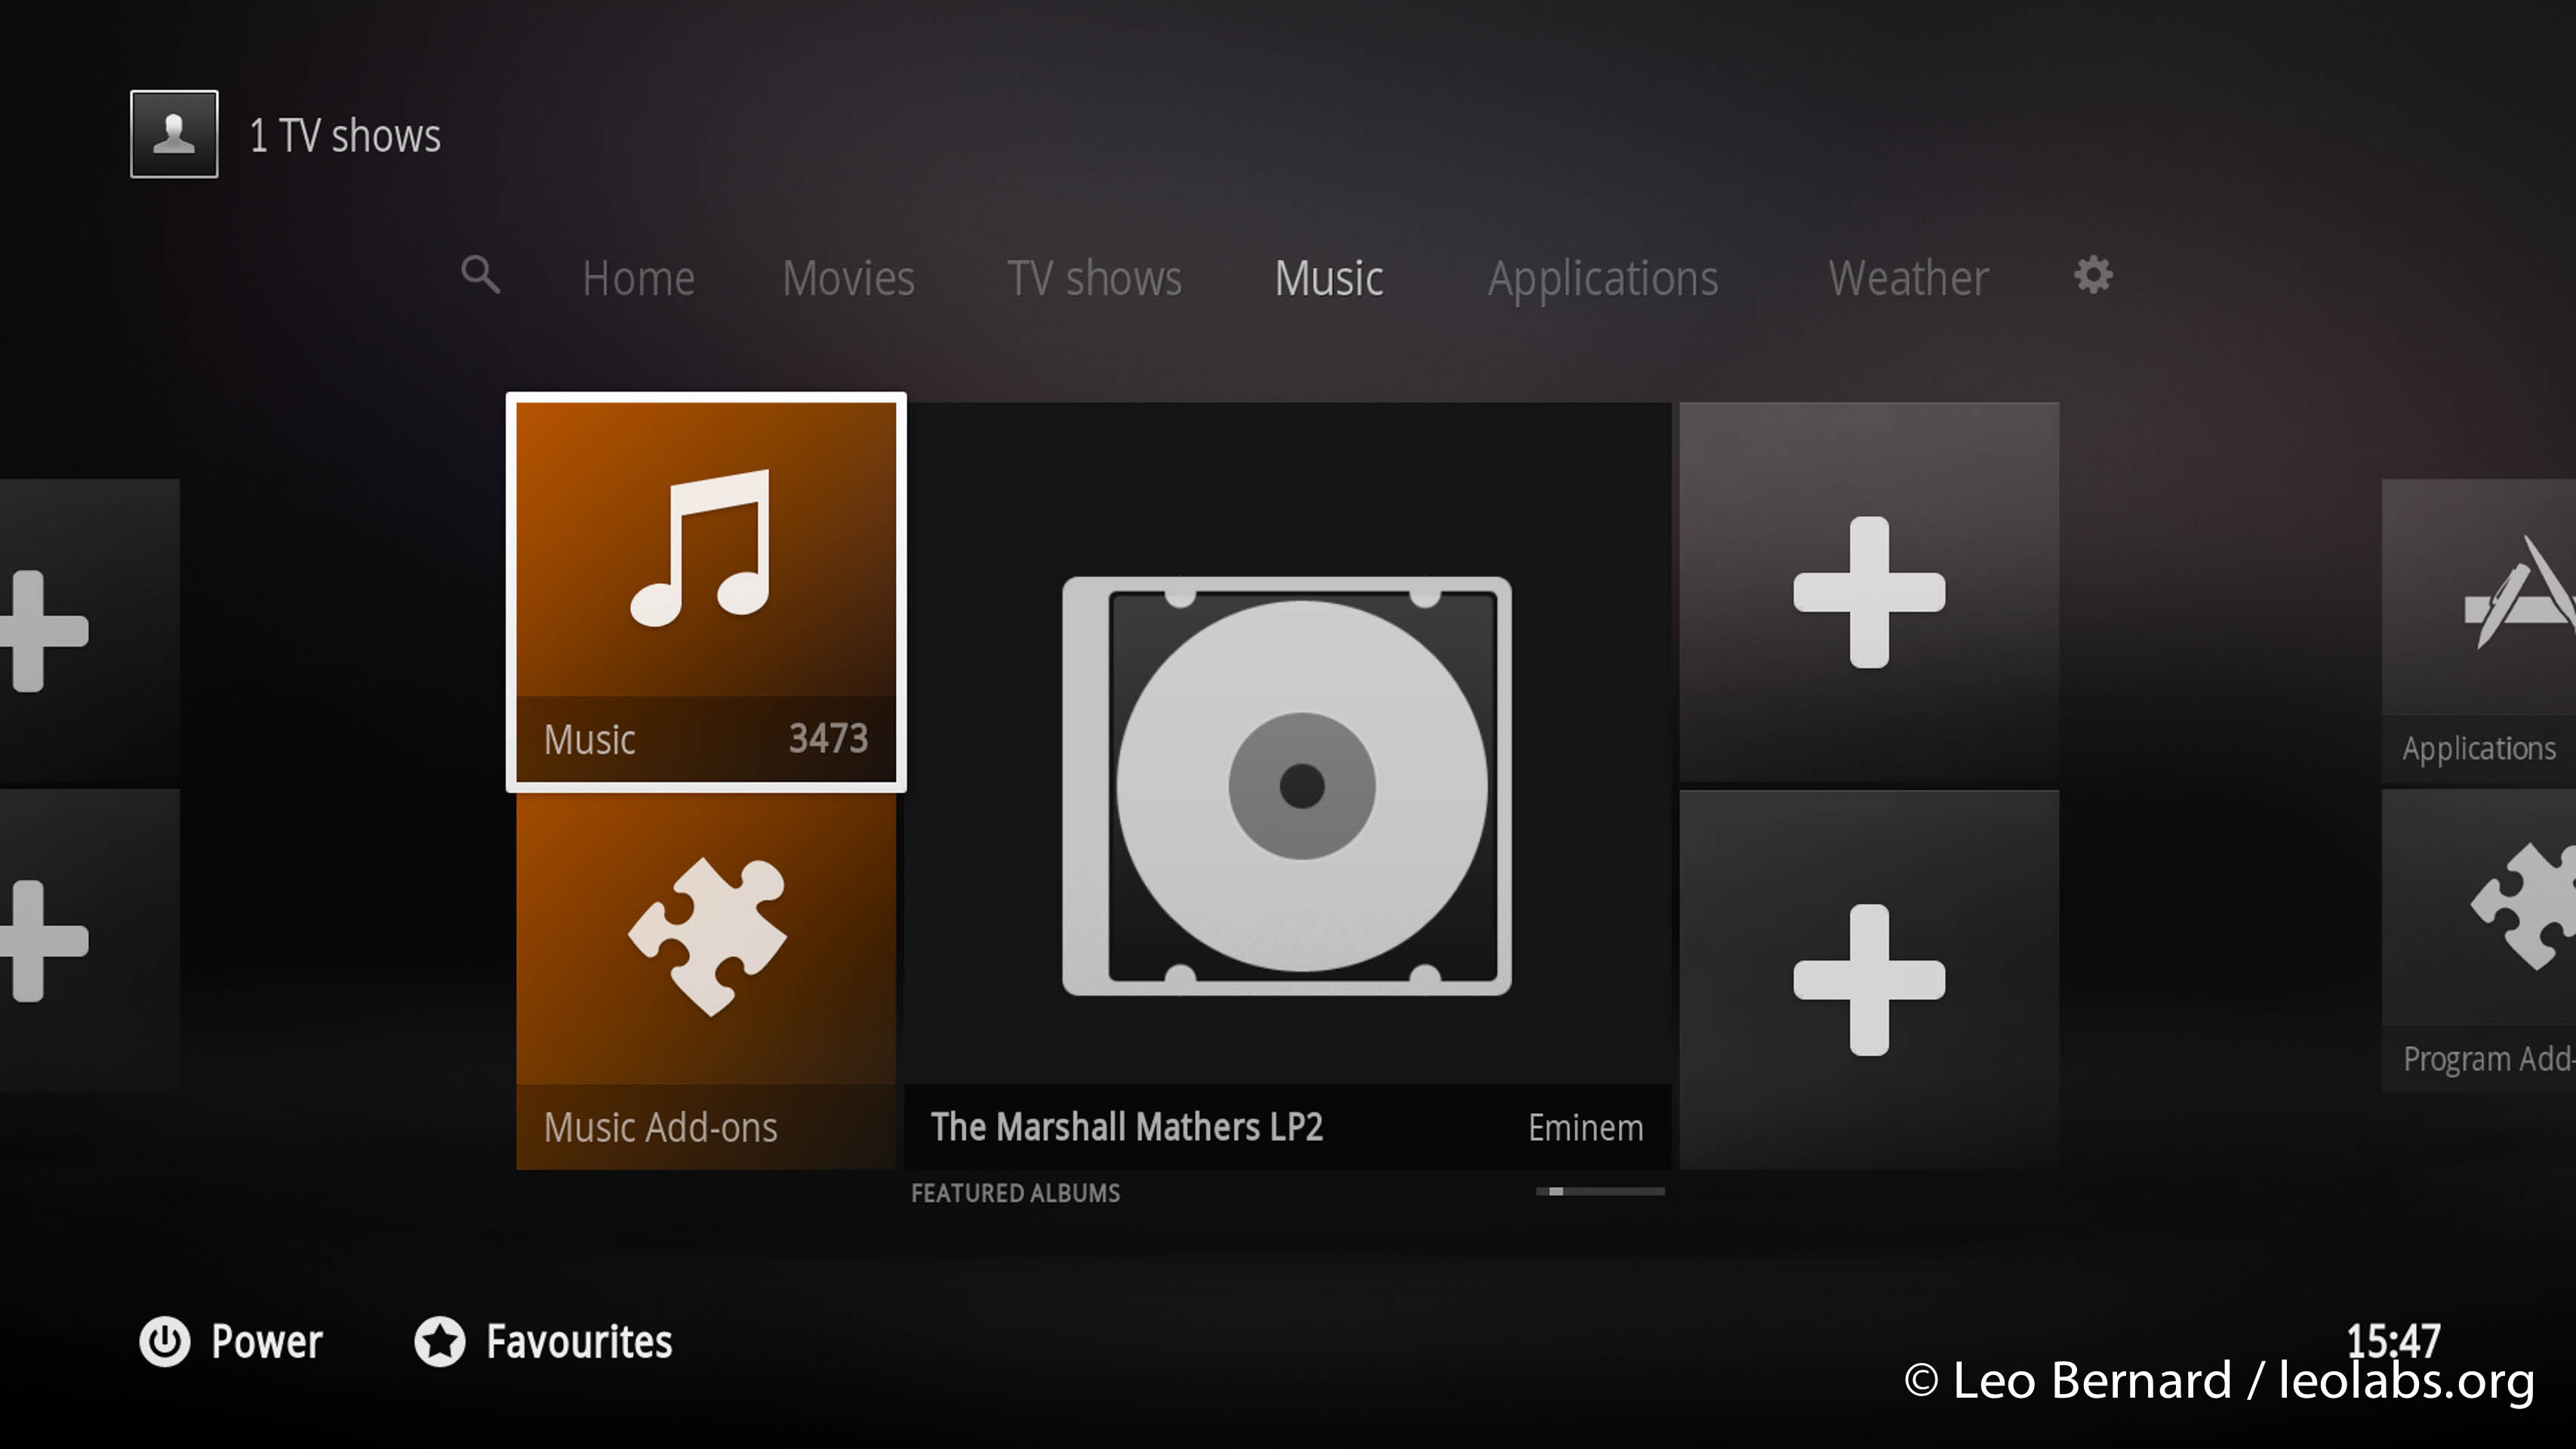 1 TV shows
Home Movies TV shows Music Applications Weather
Music 3473
Applications
Program Add-
Music Add-ons
The Marshall Mathers LP2 Eminem
FEATURED ALBUMS
Power Favourites 15:47
© Leo Bernard / leolabs.org